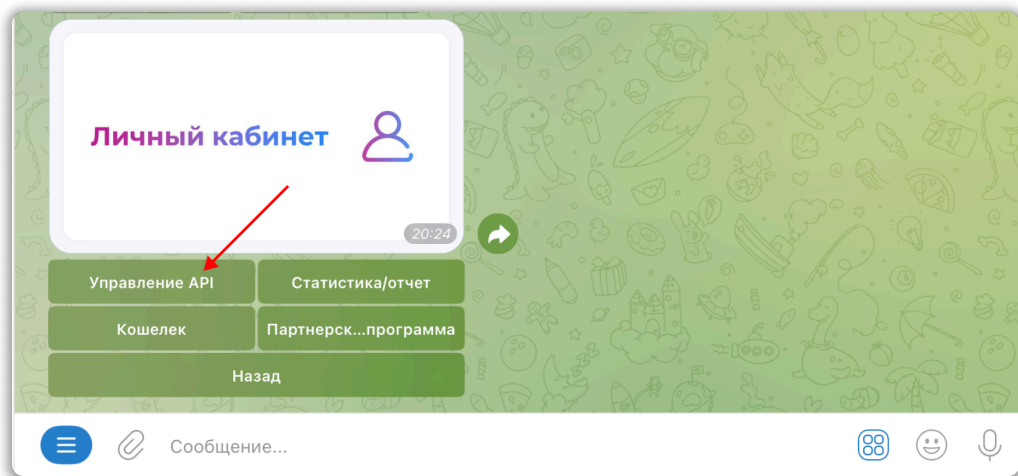 Личный кабинет
20:24
Управление API
Статистика/отчет
Кошелек
Партнерск...программа
Назад
Сообщение...